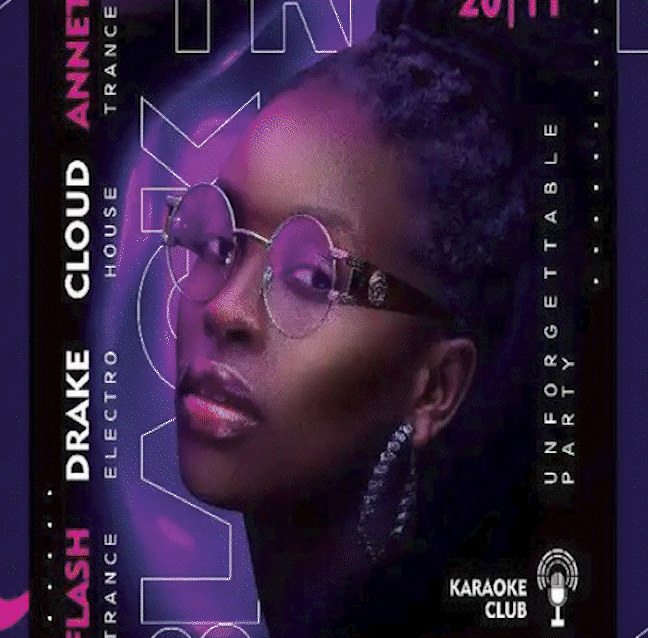 20|11
FLASH DRAKE CLOUD ANNET
TRANCE ELECTRO HOUSE TRANCE
UNFORGETTABLE
PARTY
KARAOKE
CLUB